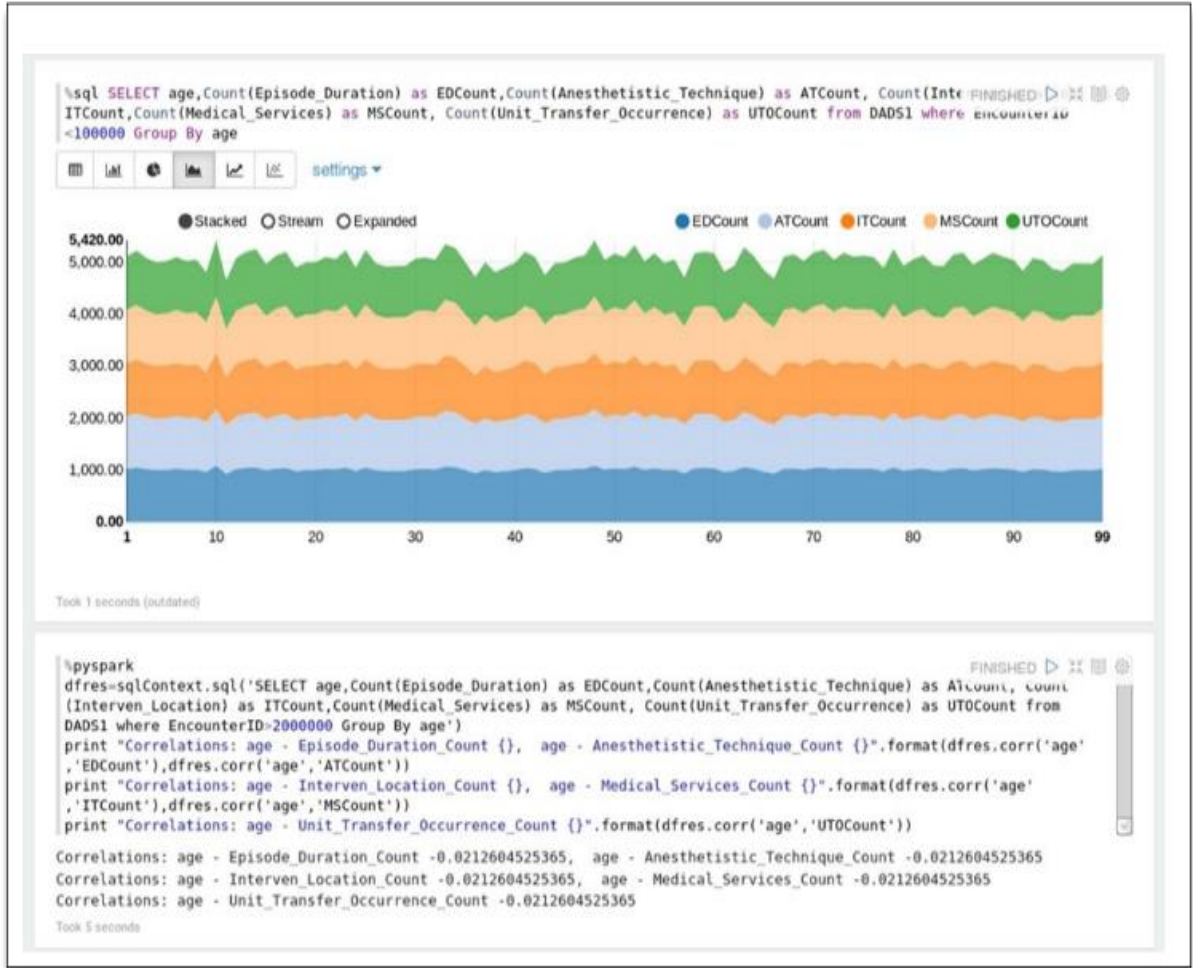 %sql SELECT age,Count(Episode_Duration) as EDCount,Count(Anesthetistic_Technique) as ATCount, Count(Inte FINISHED
ITCount,Count(Medical_Services) as MSCount, Count(Unit_Transfer_Occurrence) as UTOCount from DADS1 where EncounterID
<100000 Group By age
settings
Stacked Stream Expanded EDCount ATCount ITCount MSCount UTOCount
5,420.00
5,000.00
4,000.00
3,000.00
2,000.00
1,000.00
0.00
1 10 20 30 40 50 60 70 80 90 99
Took 1 seconds (outdated)
%pyspark FINISHED
dfres=sqlContext.sql('SELECT age,Count(Episode_Duration) as EDCount,Count(Anesthetistic_Technique) as ATCount, Count
(Interven_Location) as ITCount,Count(Medical_Services) as MSCount, Count(Unit_Transfer_Occurrence) as UTOCount from
DADS1 where EncounterID>2000000 Group By age')
print "Correlations: age - Episode_Duration_Count {},  age - Anesthetistic_Technique_Count {}".format(dfres.corr('age'
,'EDCount'),dfres.corr('age','ATCount'))
print "Correlations: age - Interven_Location_Count {},  age - Medical_Services_Count {}".format(dfres.corr('age'
,'ITCount'),dfres.corr('age','MSCount'))
print "Correlations: age - Unit_Transfer_Occurrence_Count {}".format(dfres.corr('age','UTOCount'))
Correlations: age - Episode_Duration_Count -0.0212604525365,  age - Anesthetistic_Technique_Count -0.0212604525365
Correlations: age - Interven_Location_Count -0.0212604525365,  age - Medical_Services_Count -0.0212604525365
Correlations: age - Unit_Transfer_Occurrence_Count -0.0212604525365
Took 5 seconds